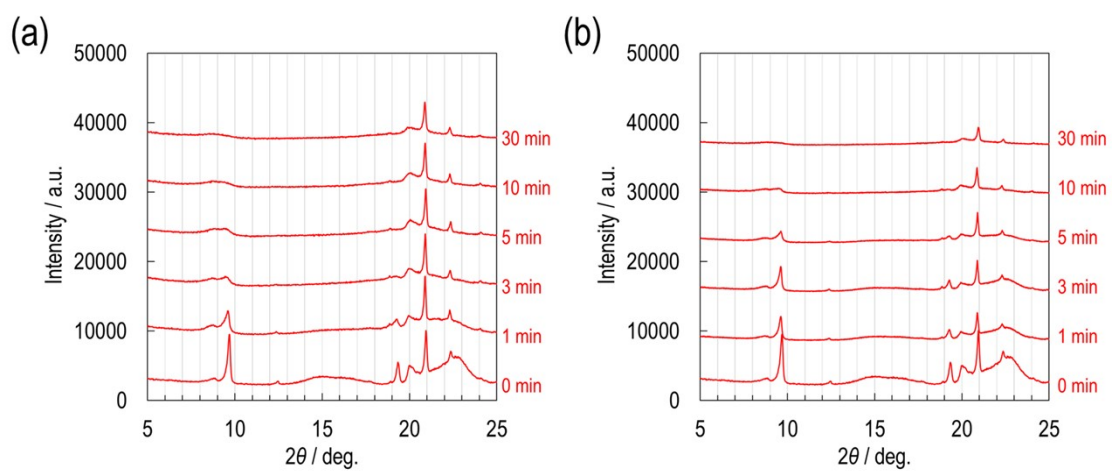 (a)
50000
40000
30000
20000
10000
0
Intensity / a.u.
30 min
10 min
5 min
3 min
1 min
0 min
5 10 15 20 25
2θ / deg.
(b)
50000
40000
30000
20000
10000
0
Intensity / a.u.
30 min
10 min
5 min
3 min
1 min
0 min
5 10 15 20 25
2θ / deg.